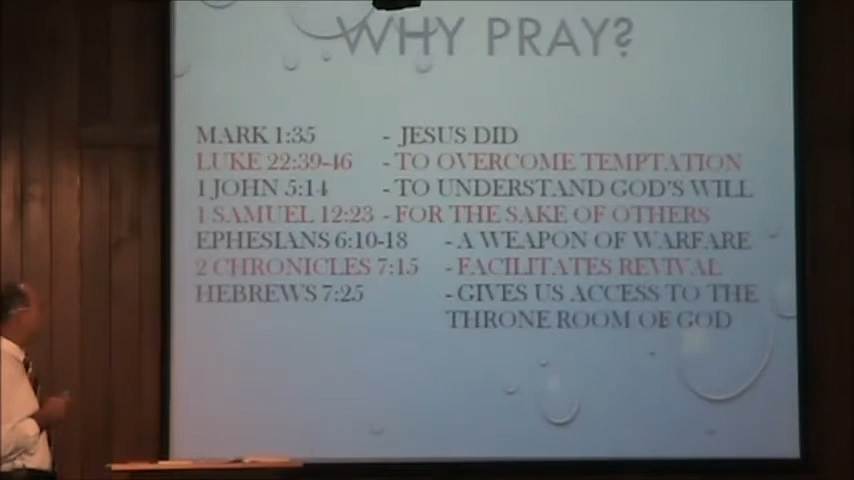 WHY PRAY?
MARK 1:35 - JESUS DID
LUKE 22:39-46 - TO OVERCOME TEMPTATION
1 JOHN 5:14 - TO UNDERSTAND GOD'S WILL
1 SAMUEL 12:23 - FOR THE SAKE OF OTHERS
EPHESIANS 6:10-18 - A WEAPON OF WARFARE
2 CHRONICLES 7:15 - FACILITATES REVIVAL
HEBREWS 7:25 - GIVES US ACCESS TO THE
THRONE ROOM OF GOD